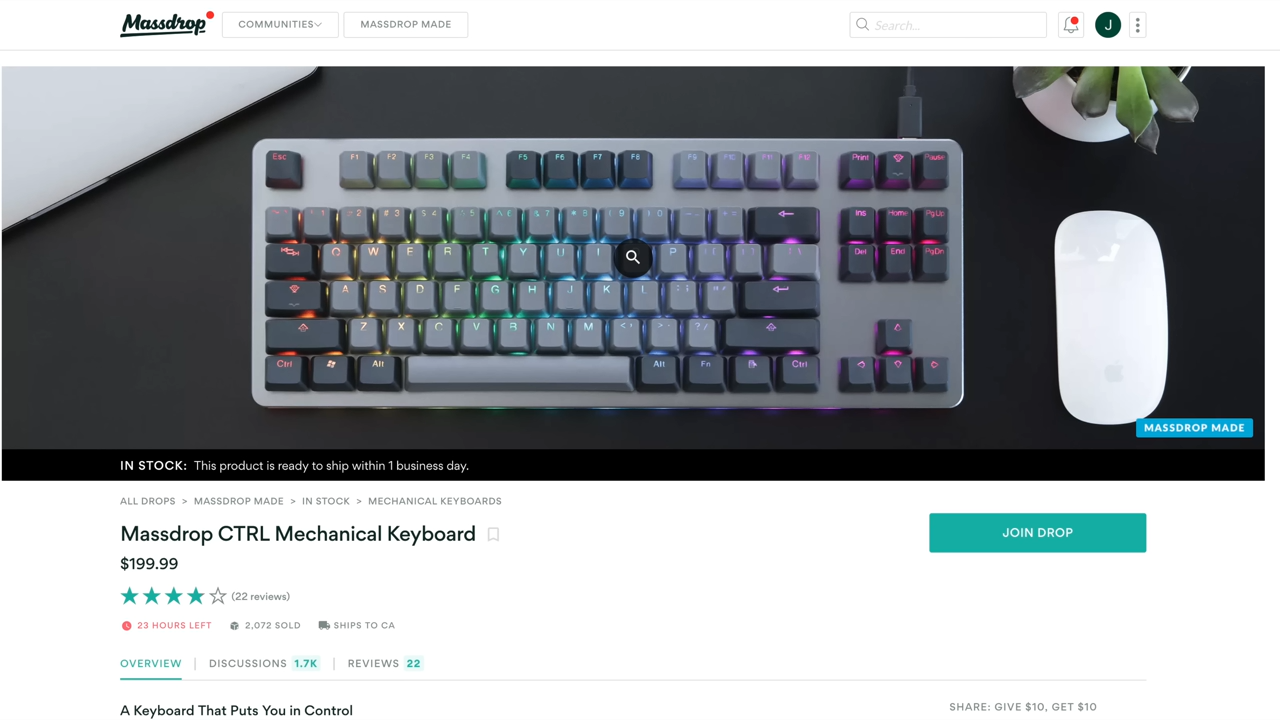 Massdrop
COMMUNITIES
MASSDROP MADE
Search...
J
Esc F1 F2 F3 F4 F5 F6 F7 F8 F9 F10 F11 F12 Print Pause
Ins Home PgUp
Q W E R T Y U I P
Del End PgDn
A S D F G H J K L
Z X C V B N M
Ctrl Alt Alt Fn Ctrl
MASSDROP MADE
IN STOCK: This product is ready to ship within 1 business day.
ALL DROPS > MASSDROP MADE > IN STOCK > MECHANICAL KEYBOARDS
Massdrop CTRL Mechanical Keyboard
JOIN DROP
$199.99
(22 reviews)
23 HOURS LEFT 2,072 SOLD SHIPS TO CA
OVERVIEW | DISCUSSIONS 1.7K | REVIEWS 22
A Keyboard That Puts You in Control
SHARE: GIVE $10, GET $10